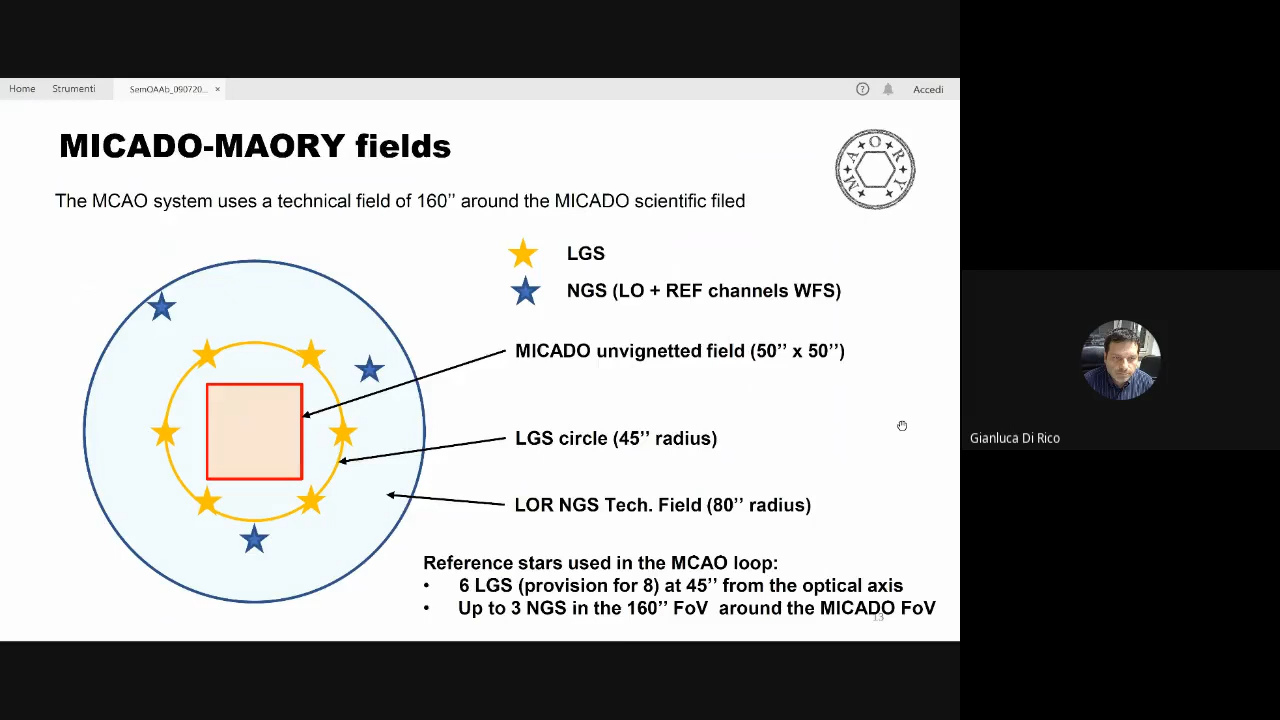 Home Strumenti SemOAAb_090720... × ? Accedi
MICADO-MAORY fields
MAORY
The MCAO system uses a technical field of 160’’ around the MICADO scientific filed
LGS
NGS (LO + REF channels WFS)
MICADO unvignetted field (50’’ x 50’’)
LGS circle (45’’ radius)
LOR NGS Tech. Field (80’’ radius)
Reference stars used in the MCAO loop:
• 6 LGS (provision for 8) at 45’’ from the optical axis
• Up to 3 NGS in the 160’’ FoV around the MICADO FoV
13
Gianluca Di Rico